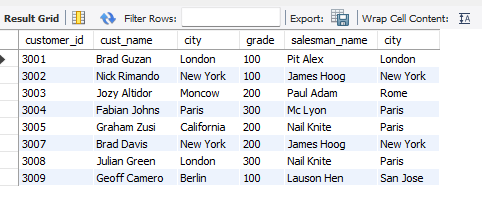 Result Grid Filter Rows: Export: Wrap Cell Content:
customer_id cust_name city grade salesman_name city
3001 Brad Guzan London 100 Pit Alex London
3002 Nick Rimando New York 100 James Hoog New York
3003 Jozy Altidor Moncow 200 Paul Adam Rome
3004 Fabian Johns Paris 300 Mc Lyon Paris
3005 Graham Zusi California 200 Nail Knite Paris
3007 Brad Davis New York 200 James Hoog New York
3008 Julian Green London 300 Nail Knite Paris
3009 Geoff Camero Berlin 100 Lauson Hen San Jose